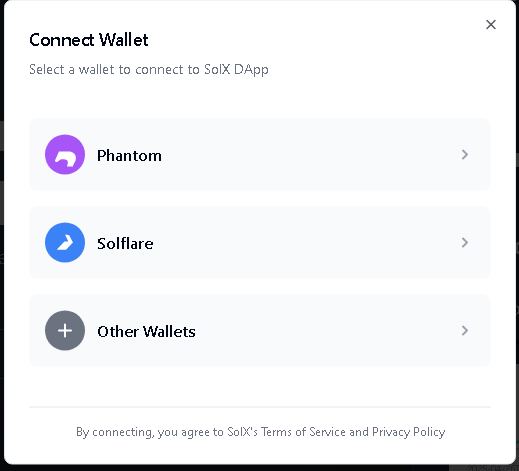 Connect Wallet
Select a wallet to connect to SolX DApp
Phantom
Solflare
Other Wallets
By connecting, you agree to SolX's Terms of Service and Privacy Policy